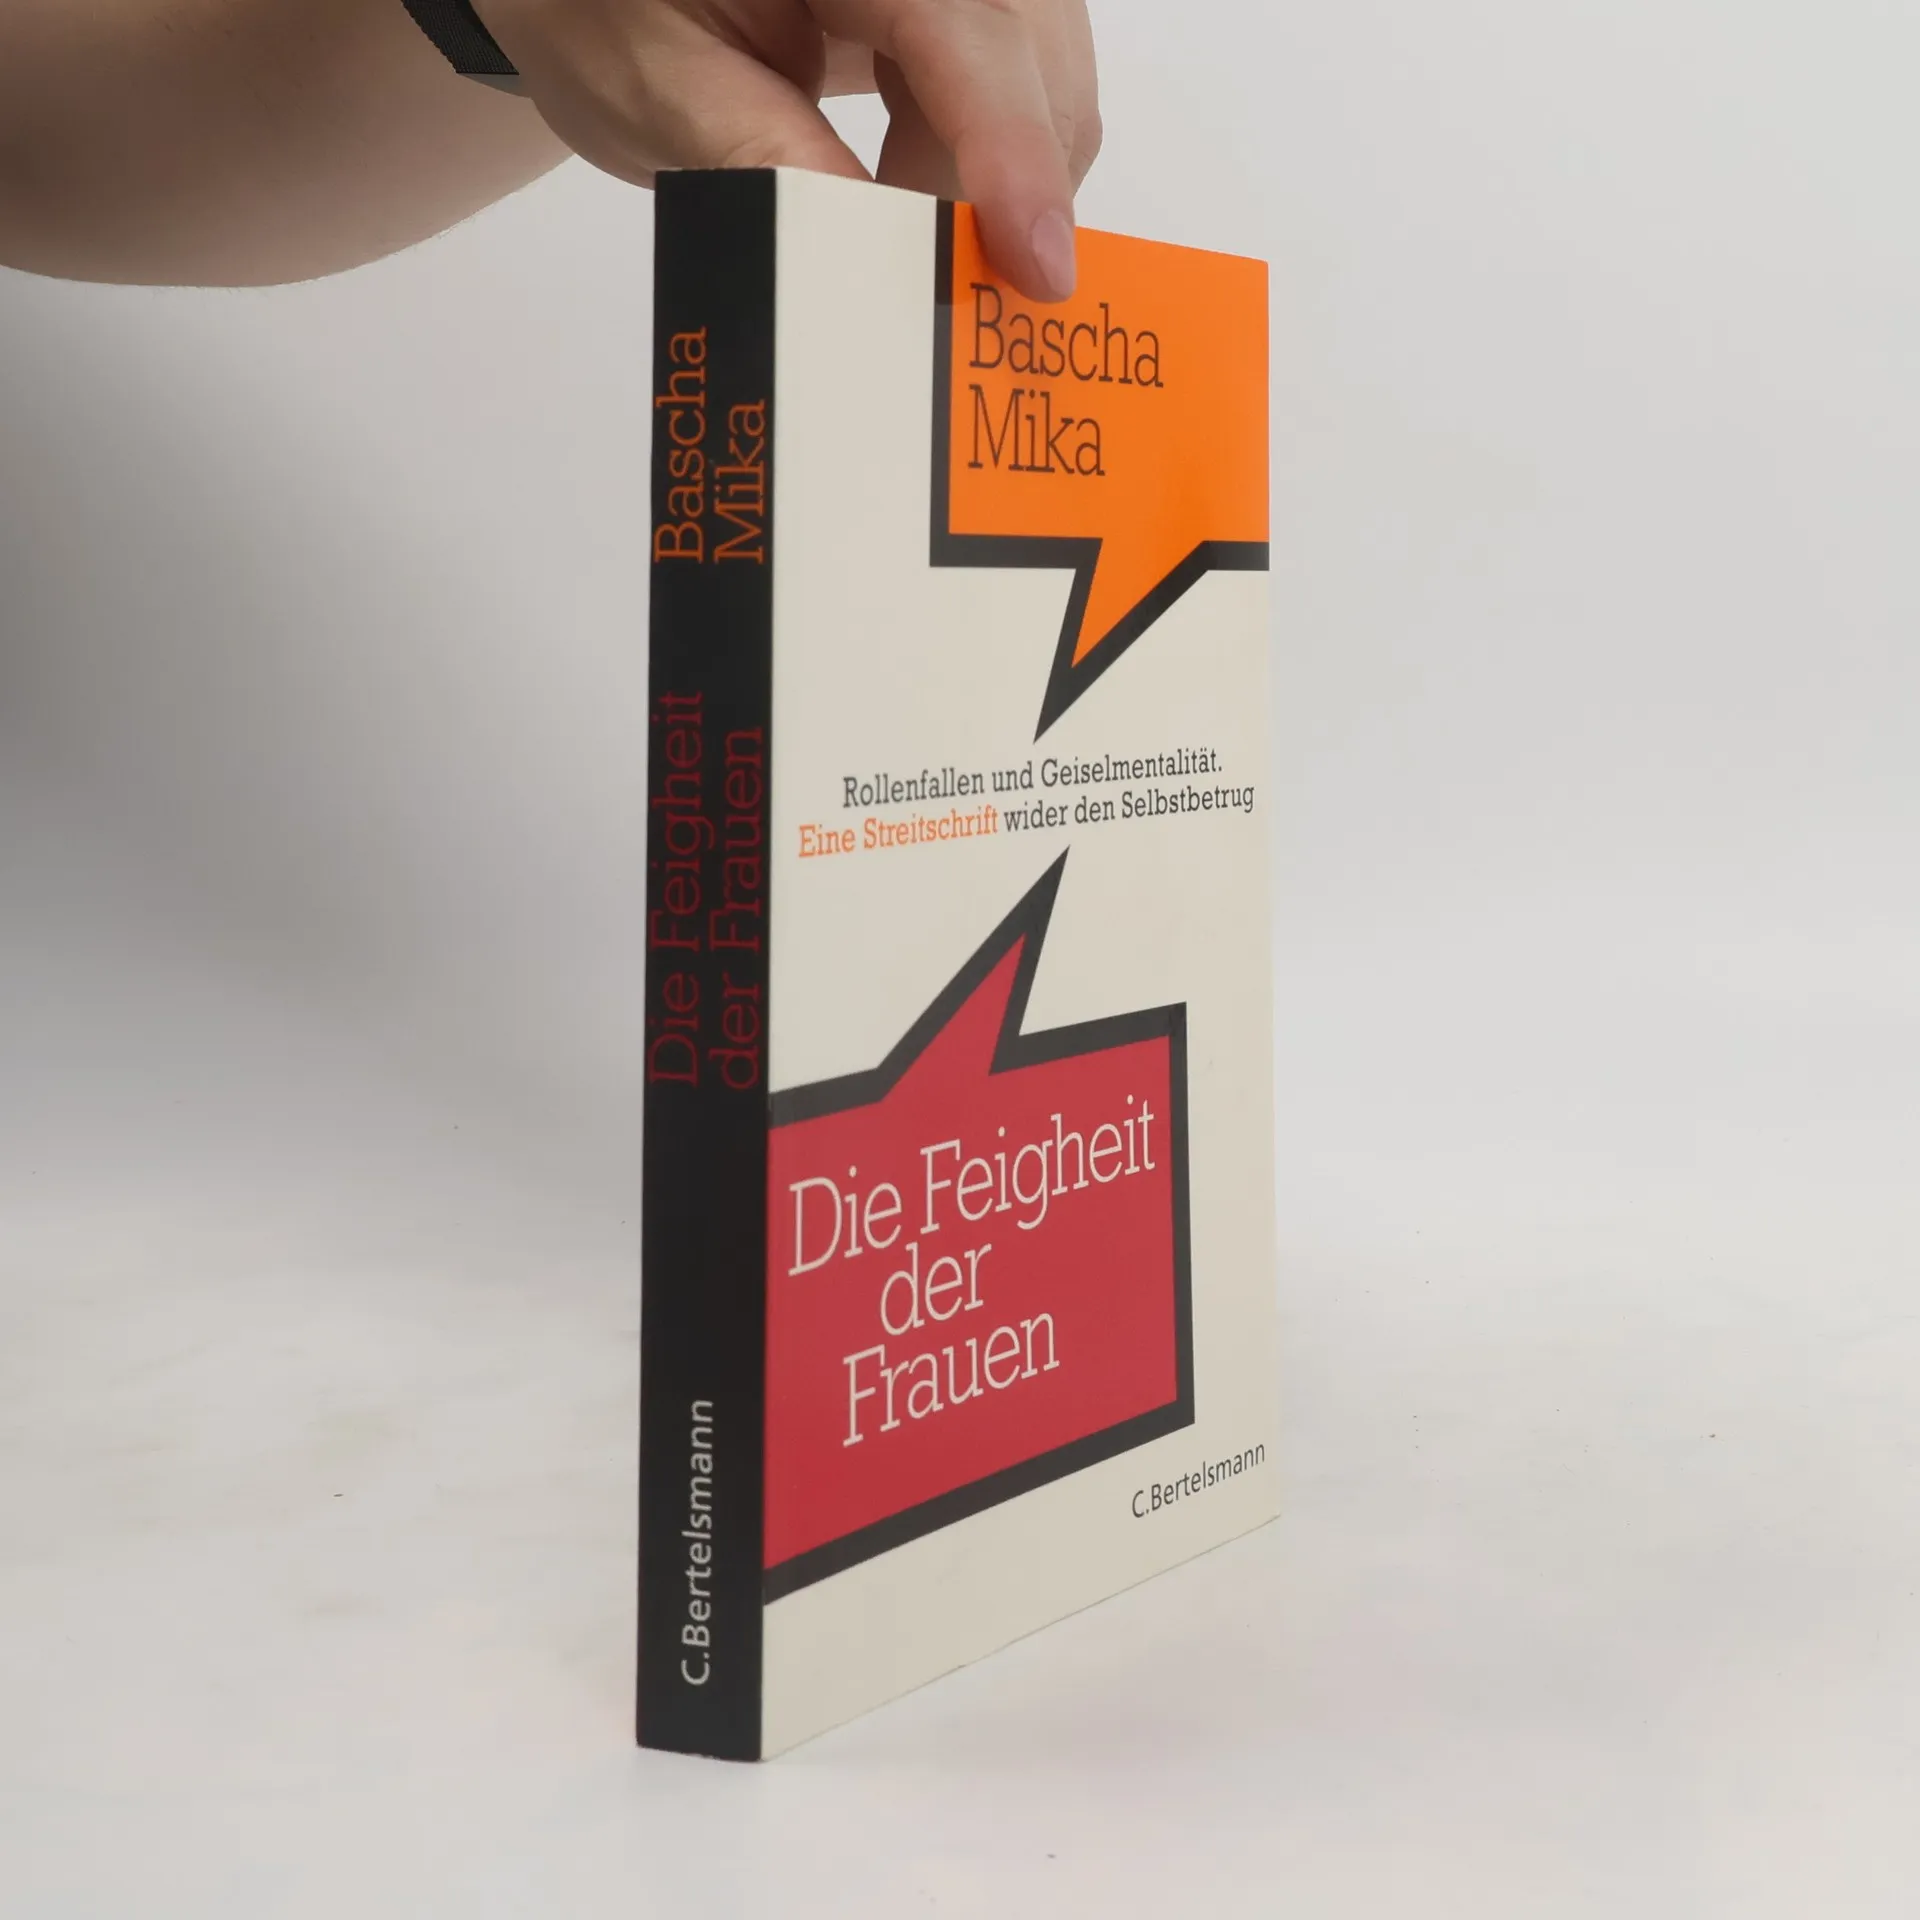 Bascha
Mika
Die Feigheit
der Frauen
C.Bertelsmann
Bascha
Mika
Rollenfallen und Geiselmentalität.
Eine Streitschrift wider den Selbstbetrug
Die Feigheit
der
Frauen
C.Bertelsmann